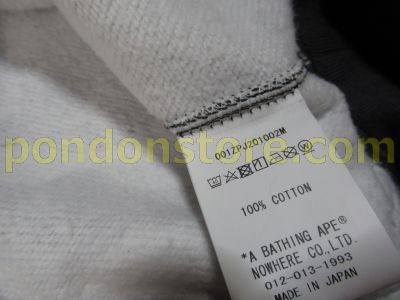 001ZPJ201002M
pondonstore.com
100% COTTON
*A BATHING APE®
NOWHERE CO., LTD.
012-013-1993
MADE IN JAPAN